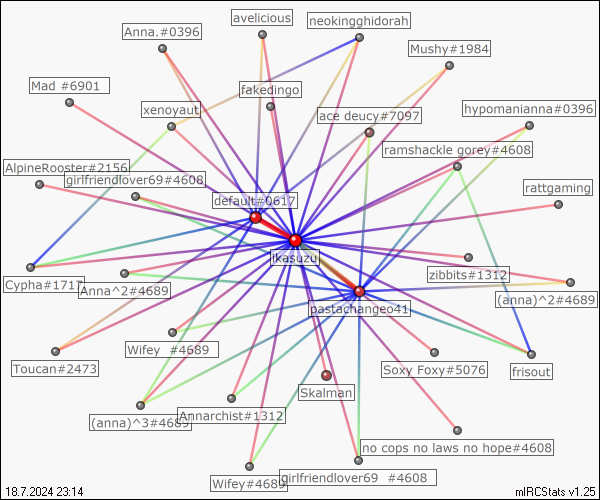 avelicious
neokingghidorah
Anna.#0396
Mushy#1984
Mad #6901
fakedingo
xenoyaut
ace deucy#7097
hypomanianna#0396
ramshackle gorey#4608
AlpineRooster#2156
girlfriendlover69#4608
rattgaming
default#0617
ikasuzu
zibbits#1312
Cypha#1717
Anna^2#4689
(anna)^2#4689
pastachangeo41
Wifey #4689
Toucan#2473
Soxy Foxy#5076
frisout
Skalman
(anna)^3#4689
Annarchist#1312
no cops no laws no hope#4608
Wifey#4689
girlfriendlover69 #4608
18.7.2024 23:14
mIRCStats v1.25